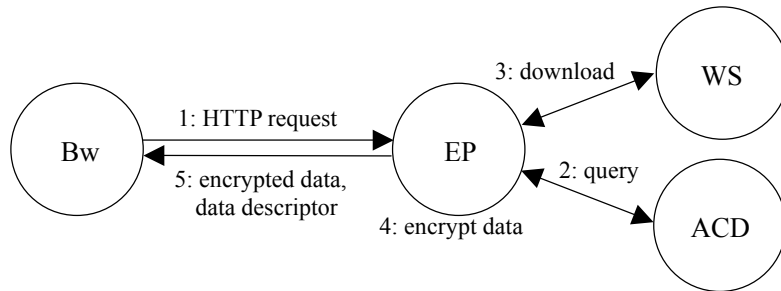 3: download
WS
1: HTTP request
Bw
EP
5: encrypted data,
data descriptor
2: query
4: encrypt data
ACD